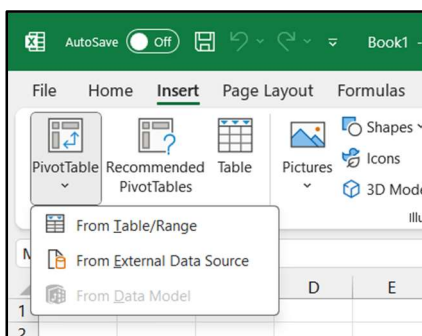 AutoSave Off Book1 -
File Home Insert Page Layout Formulas
PivotTable
Recommended
PivotTables
Table
Pictures
Shapes
Icons
3D Mode
Illu
From Table/Range
From External Data Source
From Data Model
N
D E
1
2